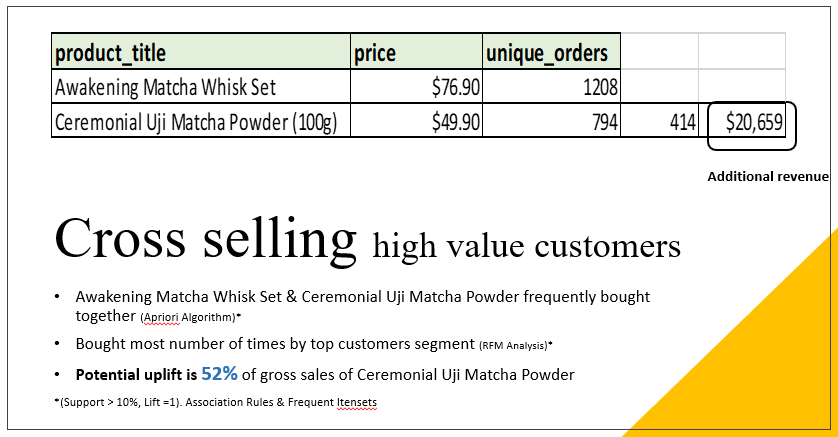 product_title price unique_orders
Awakening Matcha Whisk Set $76.90 1208
Ceremonial Uji Matcha Powder (100g) $49.90 794 414 $20,659
Additional revenue
Cross selling high value customers
• Awakening Matcha Whisk Set & Ceremonial Uji Matcha Powder frequently bought
together (Apriori Algorithm)*
• Bought most number of times by top customers segment (RFM Analysis)*
• Potential uplift is 52% of gross sales of Ceremonial Uji Matcha Powder
*(Support > 10%, Lift =1). Association Rules & Frequent Itensets